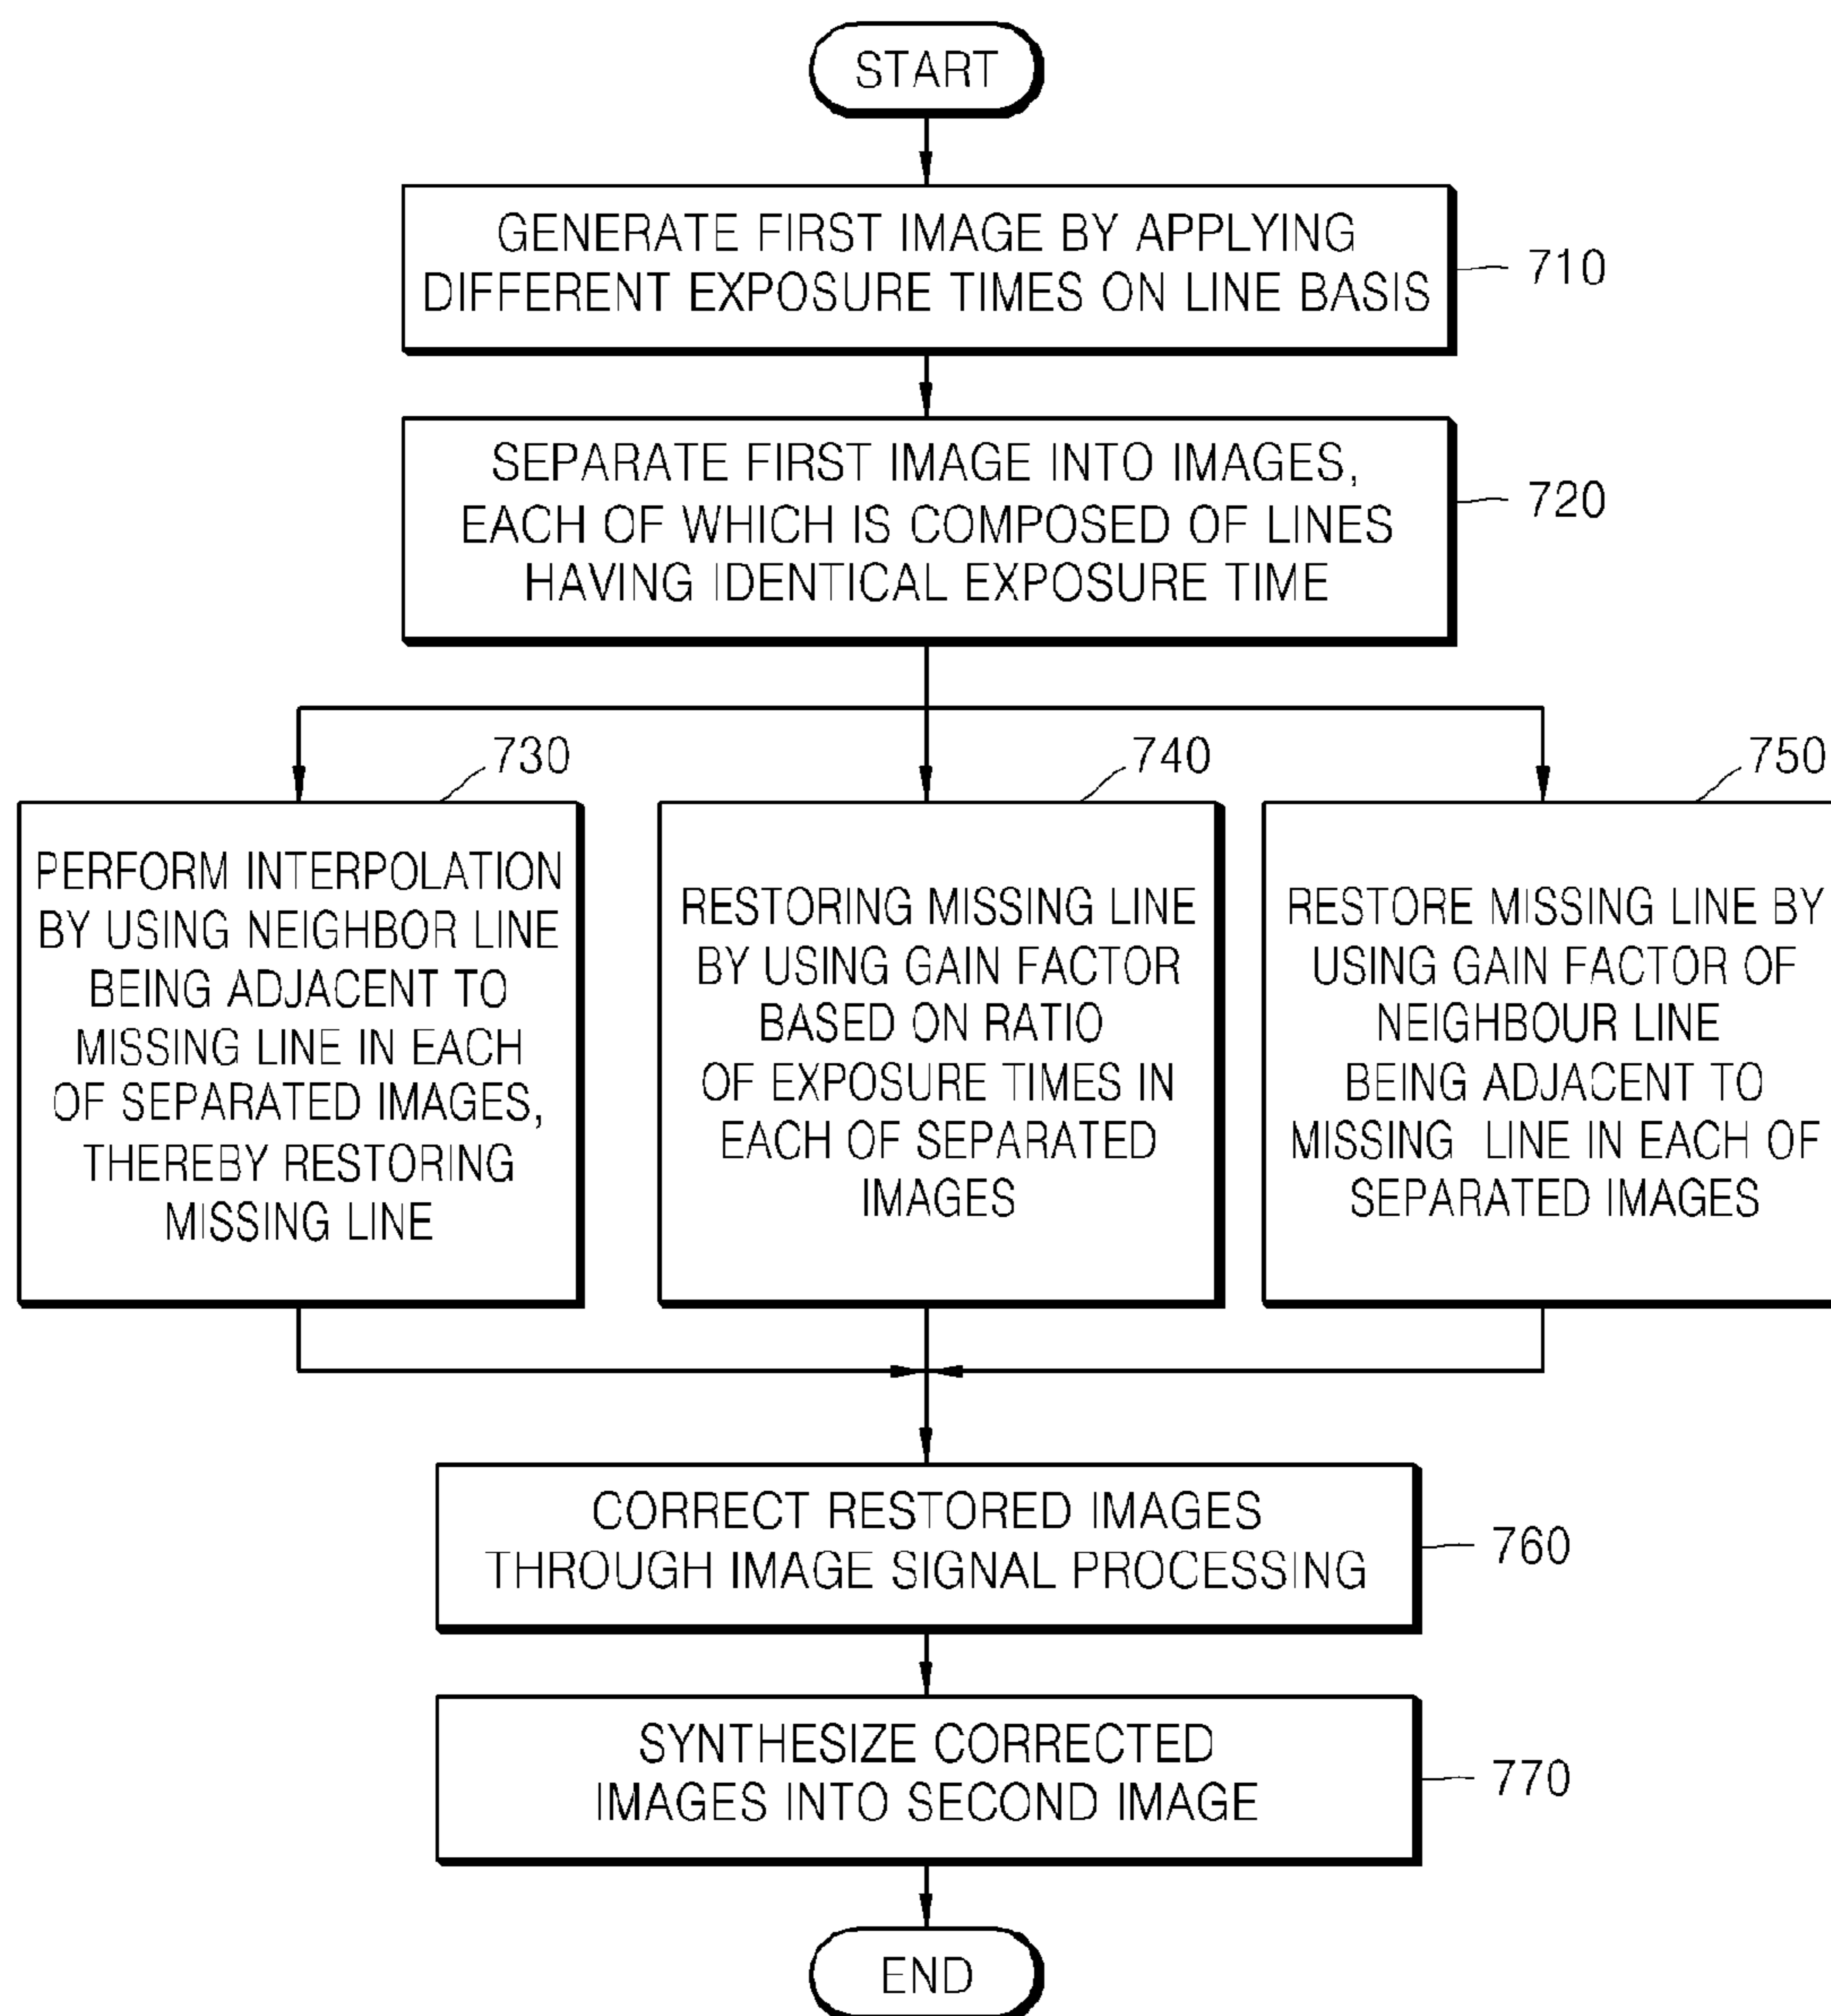 START
GENERATE FIRST IMAGE BY APPLYING
DIFFERENT EXPOSURE TIMES ON LINE BASIS
710
SEPARATE FIRST IMAGE INTO IMAGES,
EACH OF WHICH IS COMPOSED OF LINES
HAVING IDENTICAL EXPOSURE TIME
720
730
PERFORM INTERPOLATION
BY USING NEIGHBOR LINE
BEING ADJACENT TO
MISSING LINE IN EACH
OF SEPARATED IMAGES,
THEREBY RESTORING
MISSING LINE
740
RESTORING MISSING LINE
BY USING GAIN FACTOR
BASED ON RATIO
OF EXPOSURE TIMES IN
EACH OF SEPARATED
IMAGES
750
RESTORE MISSING LINE BY
USING GAIN FACTOR OF
NEIGHBOUR LINE
BEING ADJACENT TO
MISSING LINE IN EACH OF
SEPARATED IMAGES
CORRECT RESTORED IMAGES
THROUGH IMAGE SIGNAL PROCESSING
760
SYNTHESIZE CORRECTED
IMAGES INTO SECOND IMAGE
770
END